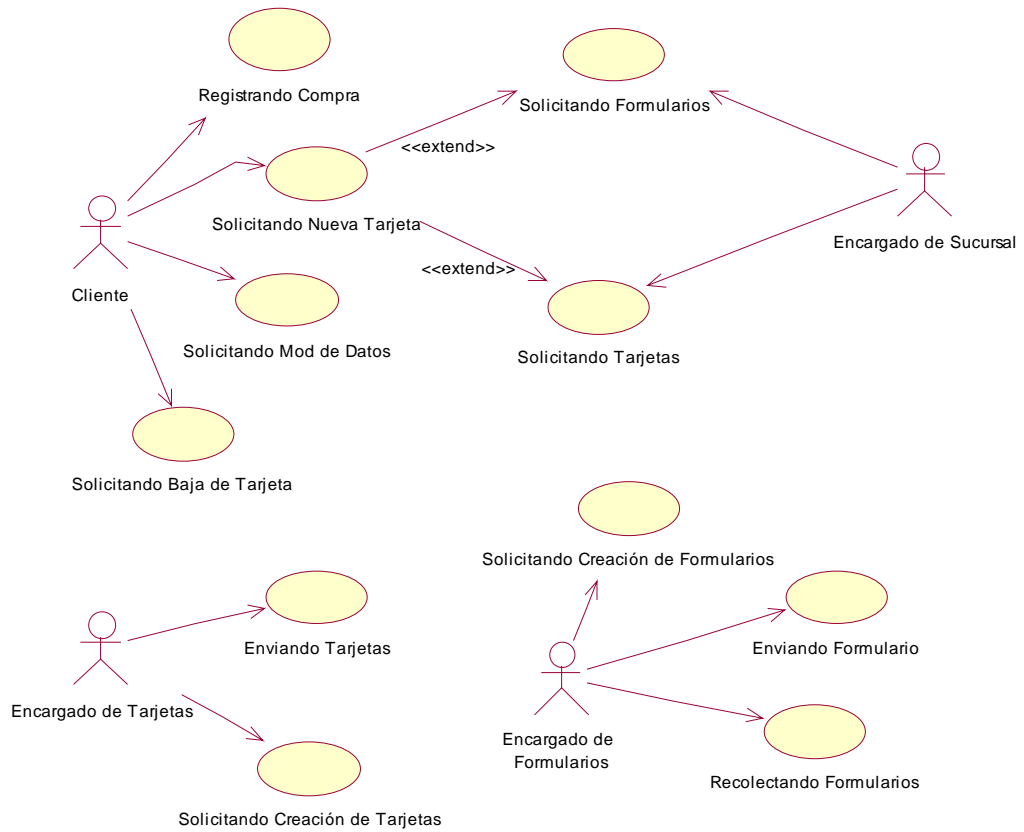 Registrando Compra
Solicitando Formularios
<<extend>>
Solicitando Nueva Tarjeta
Encargado de Sucursal
<<extend>>
Cliente
Solicitando Mod de Datos
Solicitando Tarjetas
Solicitando Baja de Tarjeta
Solicitando Creación de Formularios
Enviando Tarjetas
Enviando Formulario
Encargado de Tarjetas
Encargado de
Formularios
Recolectando Formularios
Solicitando Creación de Tarjetas